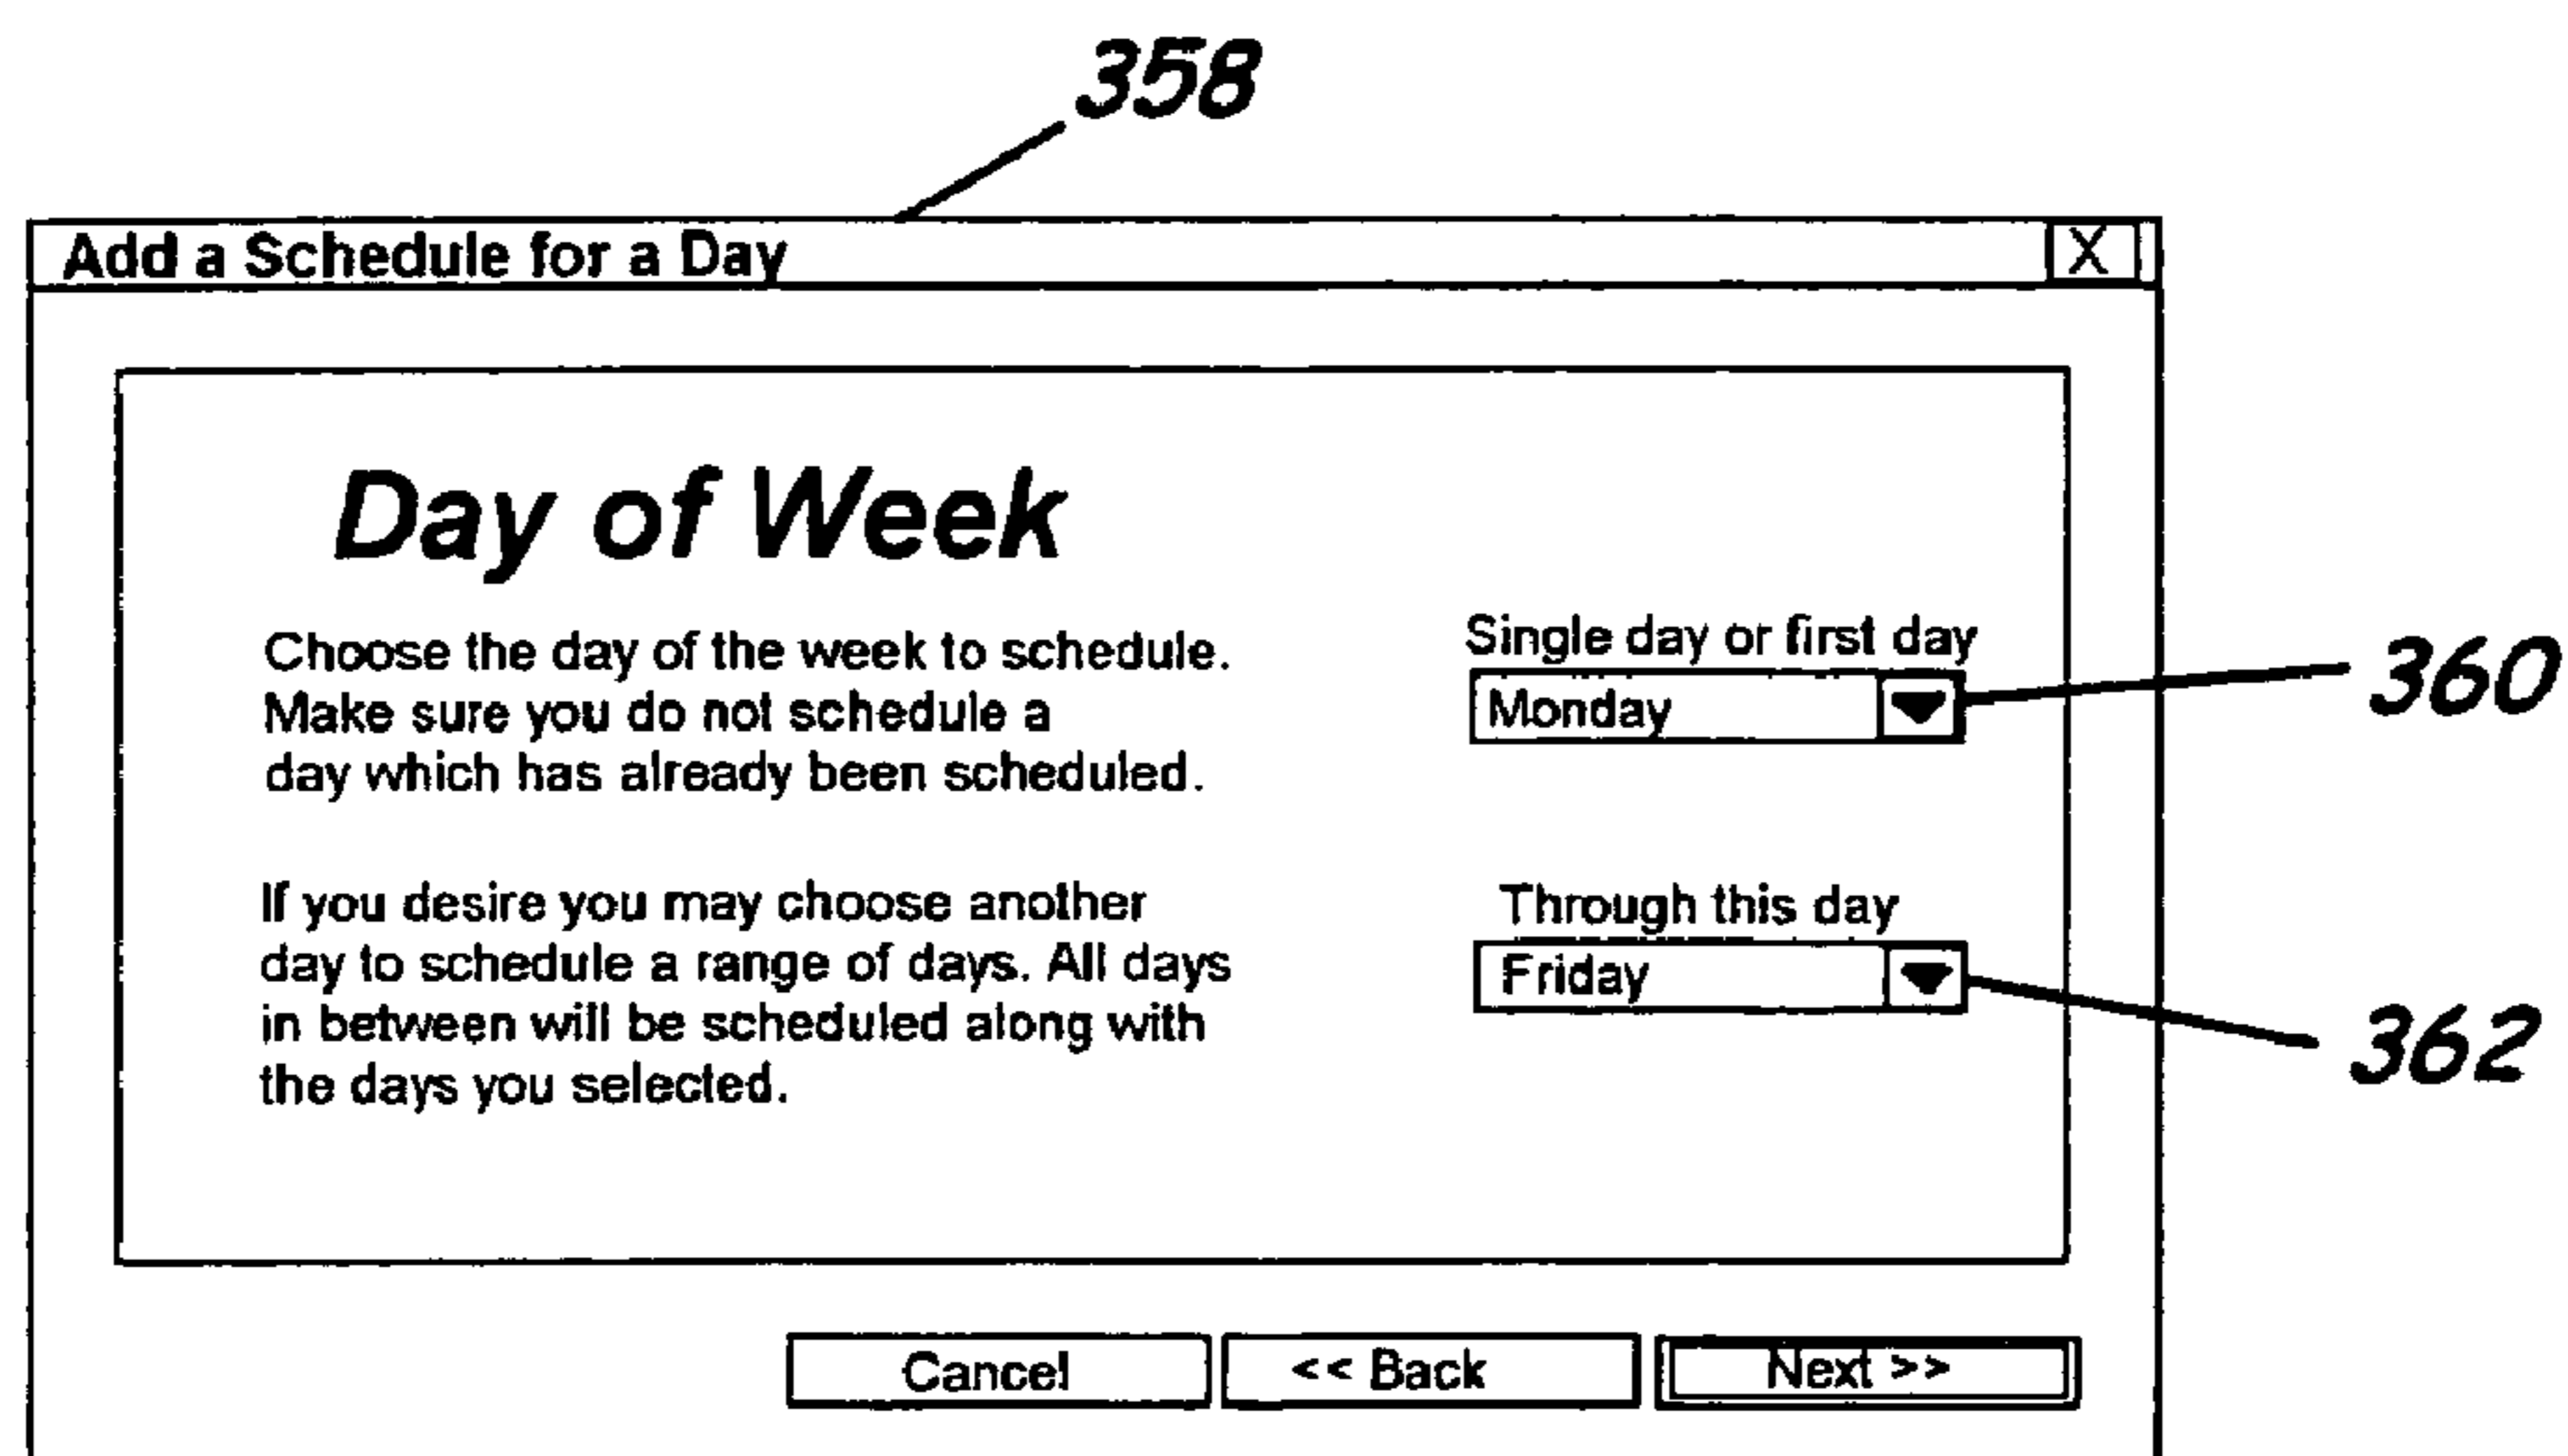 358
Add a Schedule for a Day X
Day of Week
Choose the day of the week to schedule.
Make sure you do not schedule a
day which has already been scheduled.
If you desire you may choose another
day to schedule a range of days. All days
in between will be scheduled along with
the days you selected.
Single day or first day
Monday
360
Through this day
Friday
362
Cancel
<< Back
Next >>